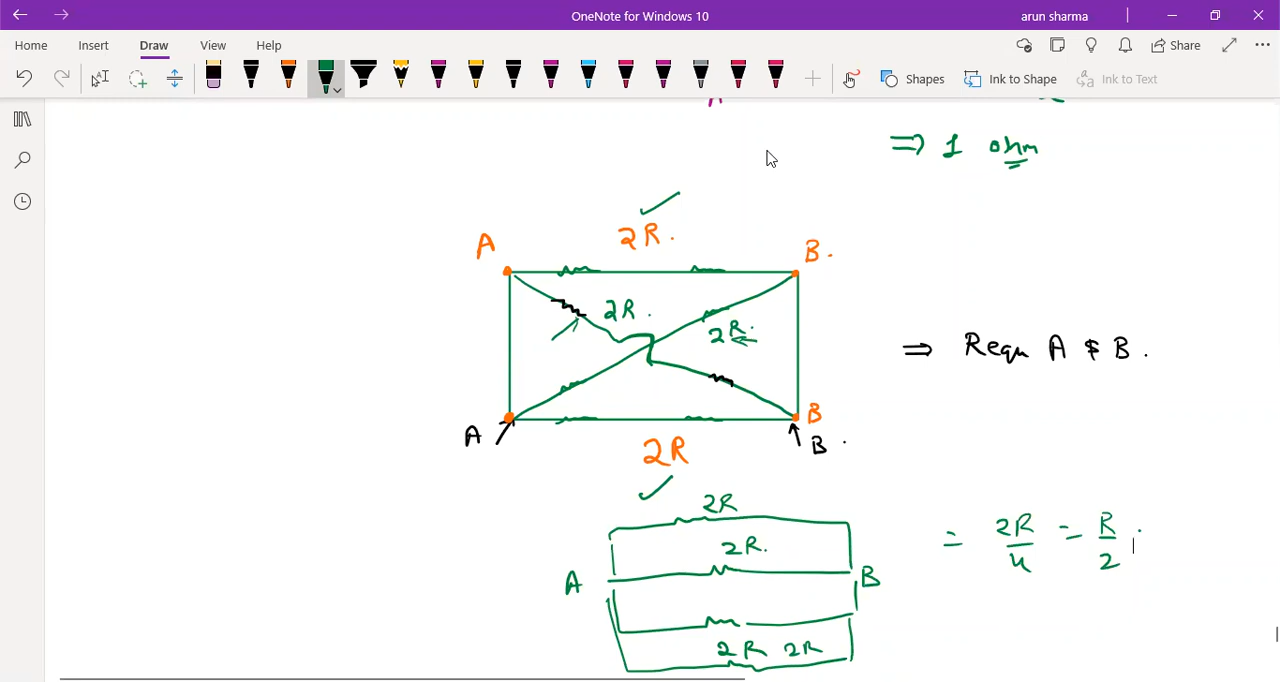 OneNote for Windows 10
arun sharma
Home Insert Draw View Help
Share
Shapes
Ink to Shape
Ink to Text
A
⇒ 1 ohm
2R.
A
B.
2R.
2R.
⇒ Requ A & B.
B
A
B.
2R
2R
2R.
= 2R/4 = R/2
A
B
2R 2R